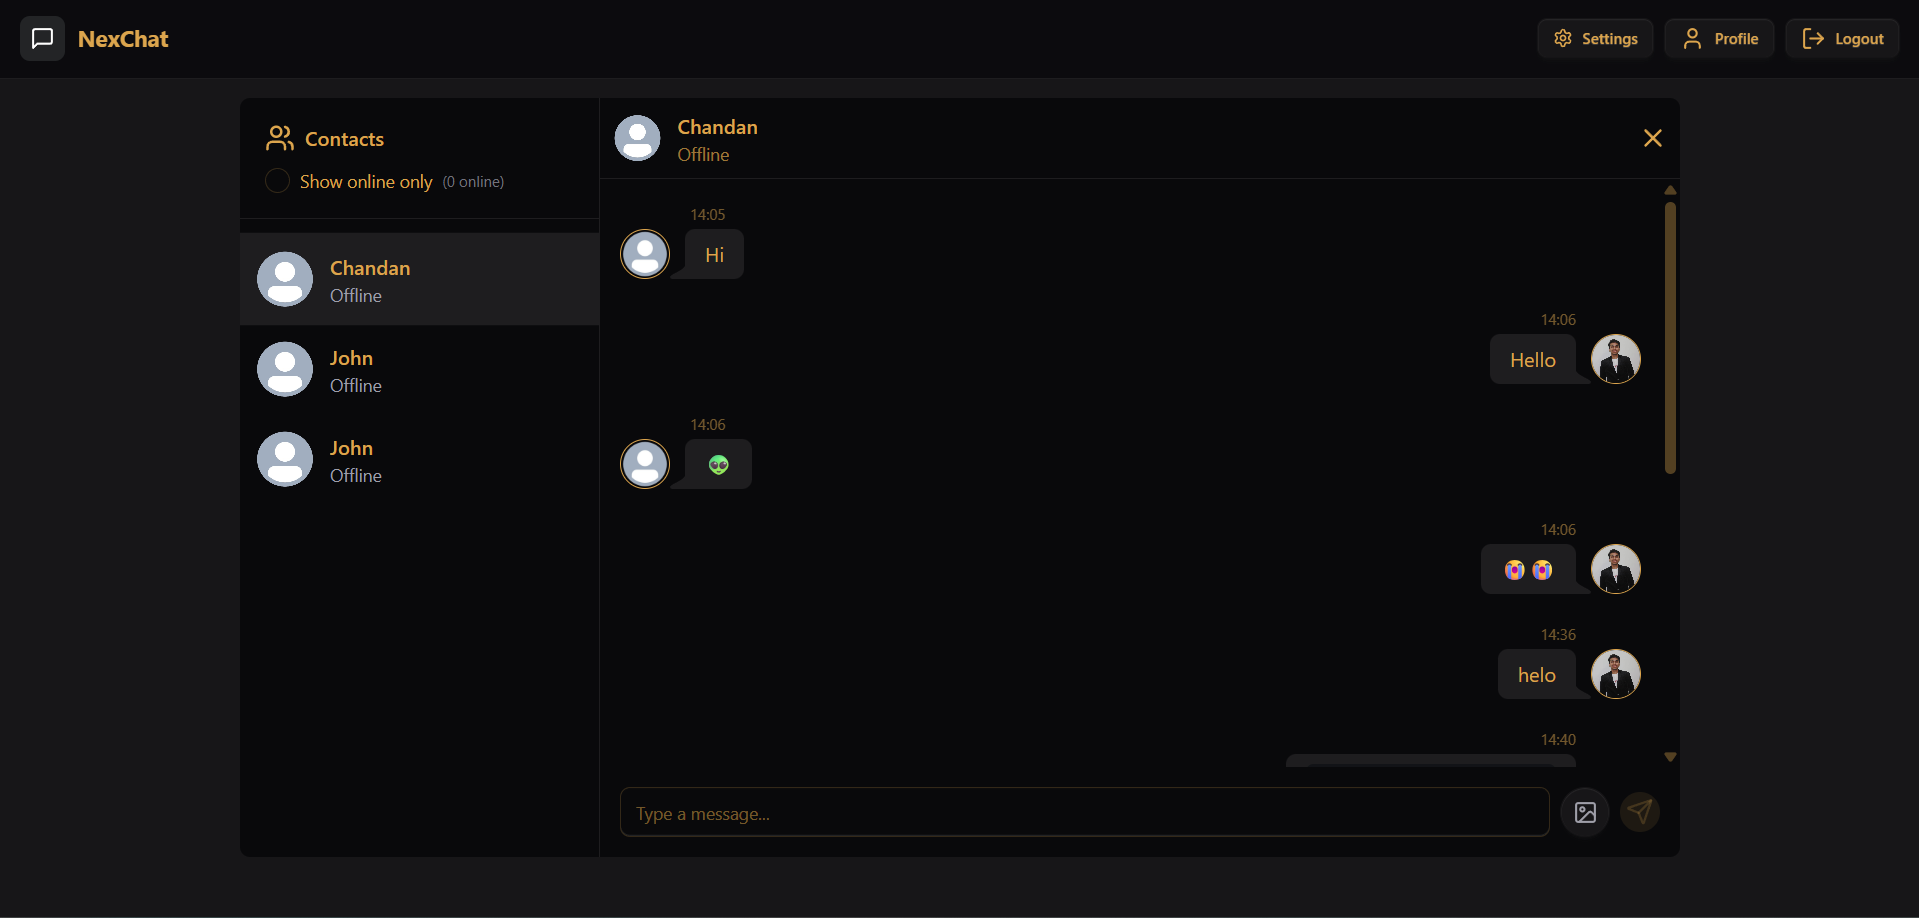 NexChat
Settings
Profile
Logout
Contacts
Show online only (0 online)
Chandan
Offline
John
Offline
John
Offline
Chandan
Offline
14:05
Hi
14:06
Hello
14:06
👽
14:06
😭😭
14:36
helo
14:40
Type a message...